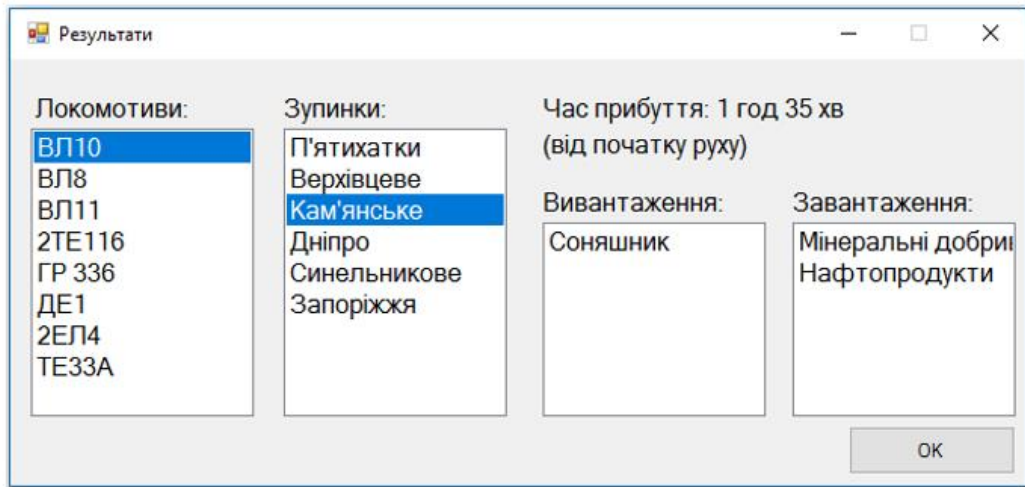 Результати
Локомотиви:
ВЛ10
ВЛ8
ВЛ11
2ТЕ116
ГР 336
ДЕ1
2ЕЛ4
ТЕ33А
Зупинки:
П'ятихатки
Верхівцеве
Кам'янське
Дніпро
Синельникове
Запоріжжя
Час прибуття: 1 год 35 хв
(від початку руху)
Вивантаження:
Соняшник
Завантаження:
Мінеральні добри
Нафтопродукти
ОК